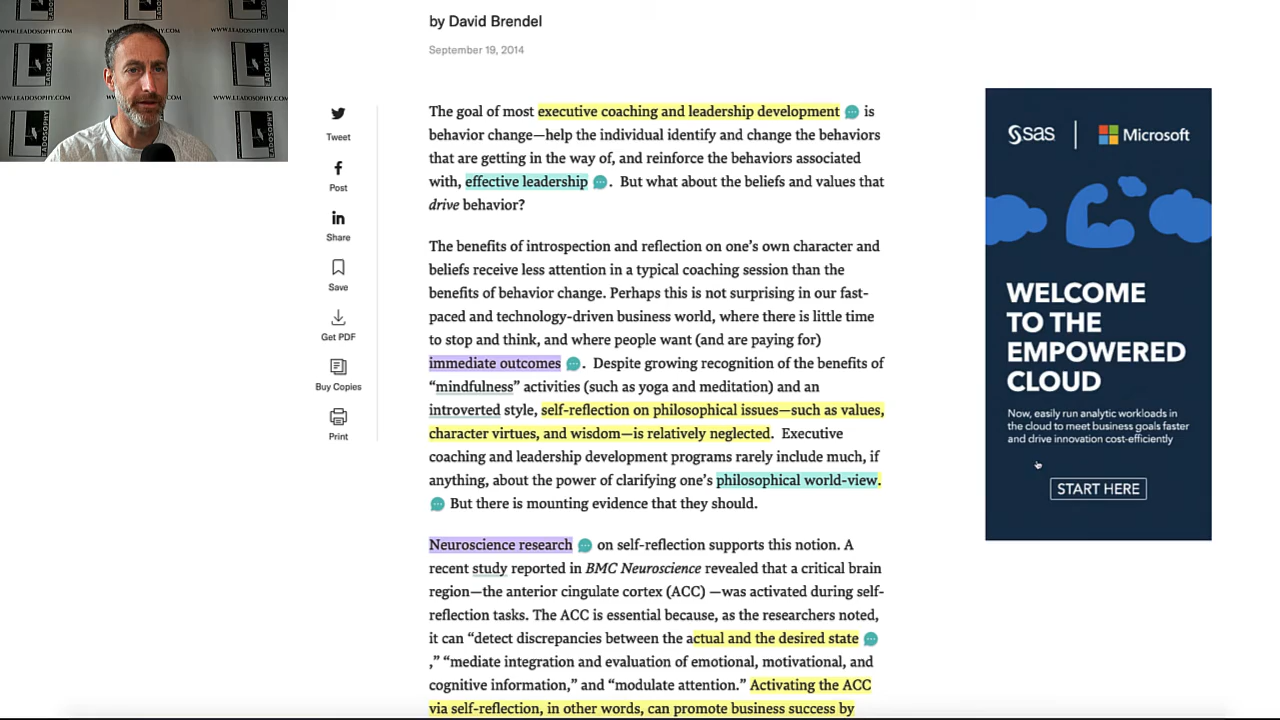 WWW.LEADOSOPHY.COM
LEADOSOPHY
by David Brendel
September 19, 2014
Tweet
Post
Share
Save
Get PDF
Buy Copies
Print
The goal of most executive coaching and leadership development is
behavior change—help the individual identify and change the behaviors
that are getting in the way of, and reinforce the behaviors associated
with, effective leadership . But what about the beliefs and values that
drive behavior?
The benefits of introspection and reflection on one’s own character and
beliefs receive less attention in a typical coaching session than the
benefits of behavior change. Perhaps this is not surprising in our fast-
paced and technology-driven business world, where there is little time
to stop and think, and where people want (and are paying for)
immediate outcomes . Despite growing recognition of the benefits of
“mindfulness” activities (such as yoga and meditation) and an
introverted style, self-reflection on philosophical issues—such as values,
character virtues, and wisdom—is relatively neglected. Executive
coaching and leadership development programs rarely include much, if
anything, about the power of clarifying one’s philosophical world-view.
But there is mounting evidence that they should.
Neuroscience research on self-reflection supports this notion. A
recent study reported in BMC Neuroscience revealed that a critical brain
region—the anterior cingulate cortex (ACC) —was activated during self-
reflection tasks. The ACC is essential because, as the researchers noted,
it can “detect discrepancies between the actual and the desired state
,” “mediate integration and evaluation of emotional, motivational, and
cognitive information,” and “modulate attention.” Activating the ACC
via self-reflection, in other words, can promote business success by
sas | Microsoft
WELCOME
TO THE
EMPOWERED
CLOUD
Now, easily run analytic workloads in
the cloud to meet business goals faster
and drive innovation cost-efficiently
START HERE